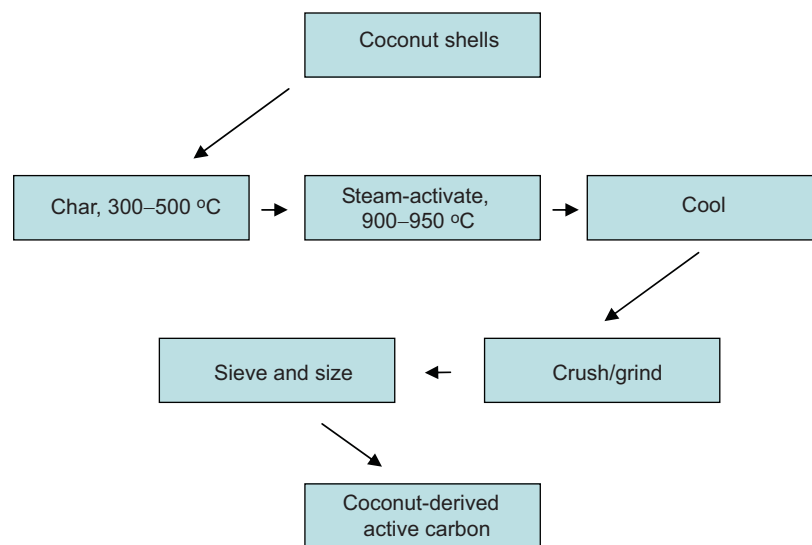 Coconut shells
Char, 300–500 ºC
Steam-activate,
900–950 ºC
Cool
Sieve and size
Crush/grind
Coconut-derived
active carbon